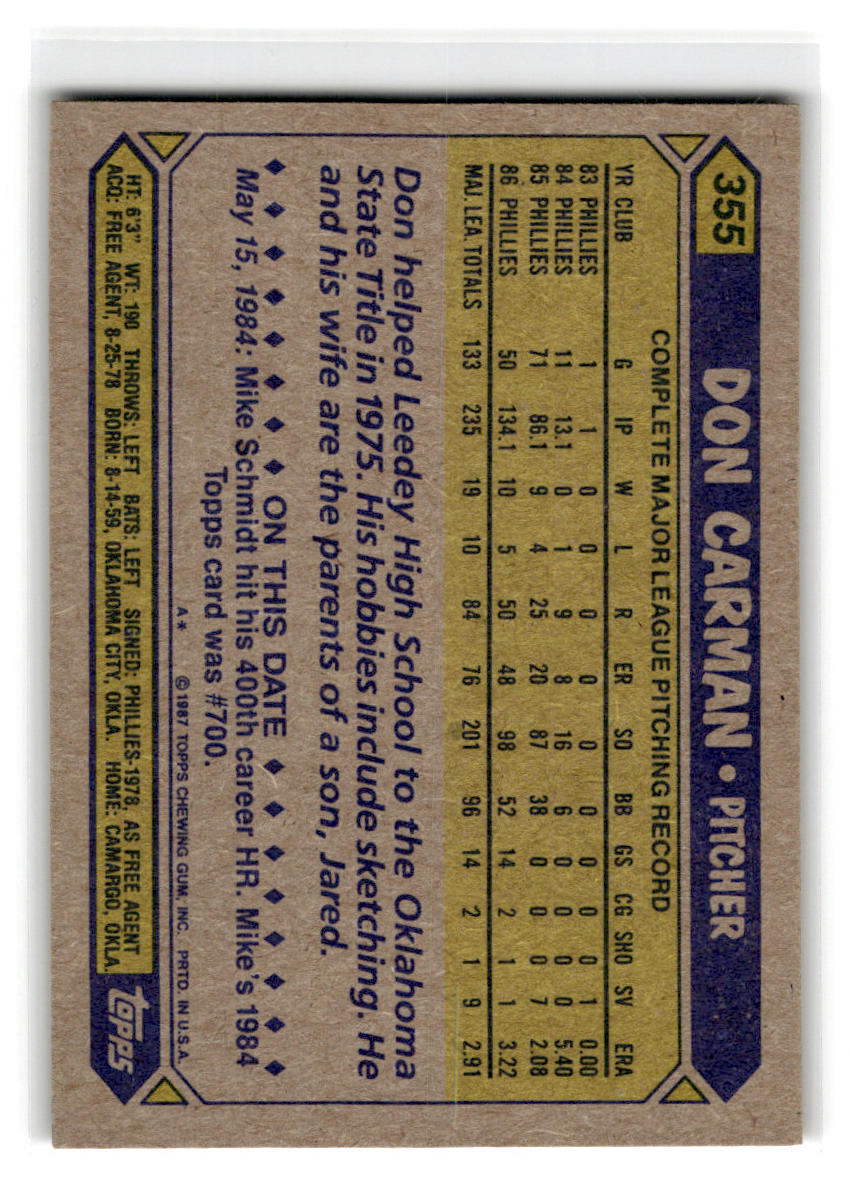 355 DON CARMAN • PITCHER
COMPLETE MAJOR LEAGUE PITCHING RECORD
YR CLUB G IP W L R ER SO BB GS CG SHO SV ERA
83 PHILLIES 1 1 0 0 0 0 0 0 0 0 0 1 0.00
84 PHILLIES 11 13.1 0 1 9 8 16 6 0 0 0 0 5.40
85 PHILLIES 71 86.1 9 4 25 20 87 38 0 0 0 7 2.08
86 PHILLIES 50 134.1 10 5 50 48 98 52 14 2 1 1 3.22
MAJ. LEA. TOTALS 133 235 19 10 84 76 201 96 14 2 1 9 2.91
Don helped Leedey High School to the Oklahoma
State Title in 1975. His hobbies include sketching. He
and his wife are the parents of a son, Jared.
◆ ◆ ◆ ◆ ◆ ◆ ◆ ◆ ON THIS DATE ◆ ◆ ◆ ◆ ◆ ◆ ◆ ◆
May 15, 1984: Mike Schmidt hit his 400th career HR. Mike's 1984
Topps card was #700.
A* © 1987 TOPPS CHEWING GUM, INC. PRTD. IN U.S.A.
HT: 6'3" WT: 190 THROWS: LEFT BATS: LEFT SIGNED: PHILLIES-1978, AS FREE AGENT
ACQ: FREE AGENT, 8-25-78 BORN: 8-14-59, OKLAHOMA CITY, OKLA. HOME: CAMARGO, OKLA.
topps